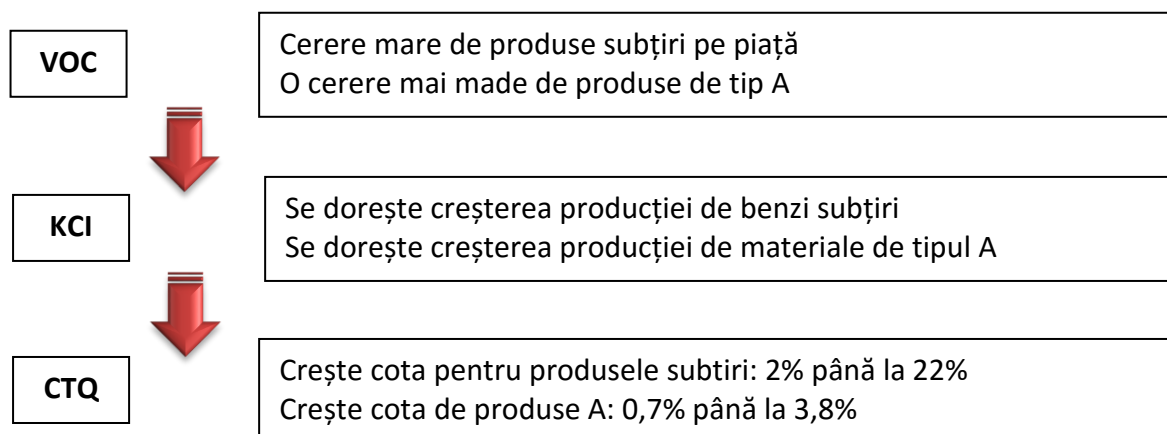 VOC
Cerere mare de produse subțiri pe piață
O cerere mai made de produse de tip A
KCI
Se dorește creșterea producției de benzi subțiri
Se dorește creșterea producției de materiale de tipul A
CTQ
Crește cota pentru produsele subtiri: 2% până la 22%
Crește cota de produse A: 0,7% până la 3,8%